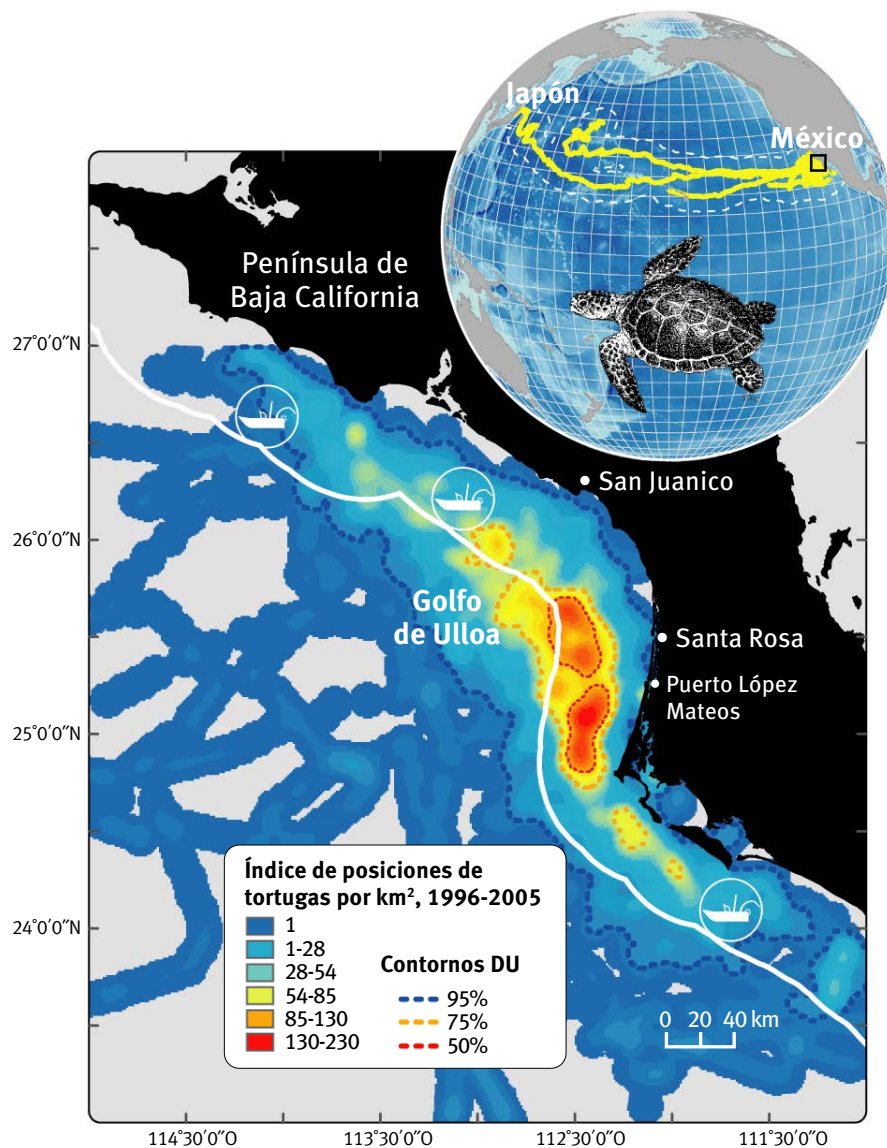 Japón
México
Península de
Baja California
27°0′0″N
San Juanico
26°0′0″N
Golfo
de Ulloa
Santa Rosa
Puerto López
Mateos
25°0′0″N
24°0′0″N
Índice de posiciones de
tortugas por km², 1996-2005
1
1-28
28-54
54-85
85-130
130-230
Contornos DU
95%
75%
50%
0 20 40 km
114°30′0″O 113°30′0″O 112°30′0″O 111°30′0″O